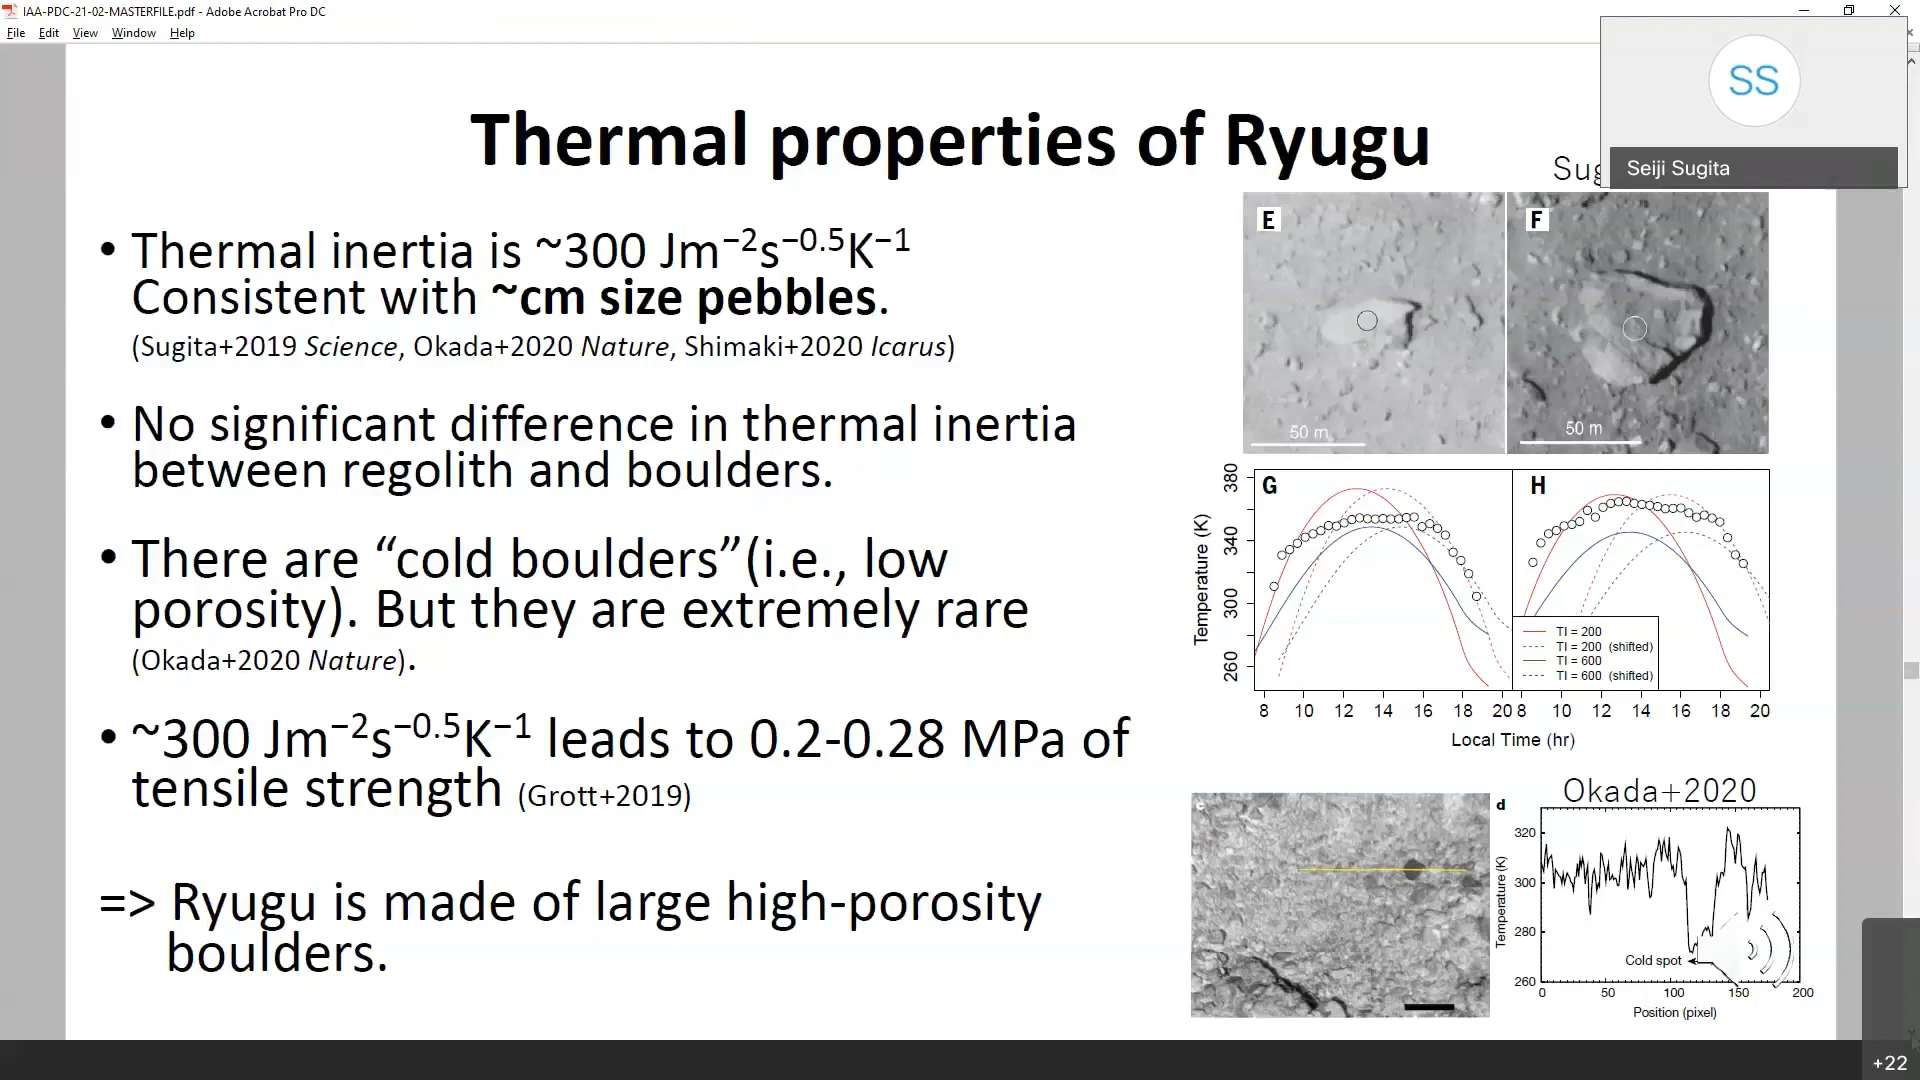 IAA-PDC-21-02-MASTERFILE.pdf - Adobe Acrobat Pro DC
File Edit View Window Help
SS
Seiji Sugita
Thermal properties of Ryugu
• Thermal inertia is ~300 Jm⁻²s⁻⁰·⁵K⁻¹
Consistent with ~cm size pebbles.
(Sugita+2019 Science, Okada+2020 Nature, Shimaki+2020 Icarus)
• No significant difference in thermal inertia
between regolith and boulders.
• There are “cold boulders”(i.e., low
porosity). But they are extremely rare
(Okada+2020 Nature).
• ~300 Jm⁻²s⁻⁰·⁵K⁻¹ leads to 0.2-0.28 MPa of
tensile strength (Grott+2019)
=> Ryugu is made of large high-porosity
boulders.
E
F
50 m
50 m
G
H
380
340
300
260
Temperature (K)
TI = 200
TI = 200 (shifted)
TI = 600
TI = 600 (shifted)
8 10 12 14 16 18 20 8 10 12 14 16 18 20
Local Time (hr)
Okada+2020
c
d
320
300
280
260
Temperature (K)
Cold spot
0 50 100 150 200
Position (pixel)
+22